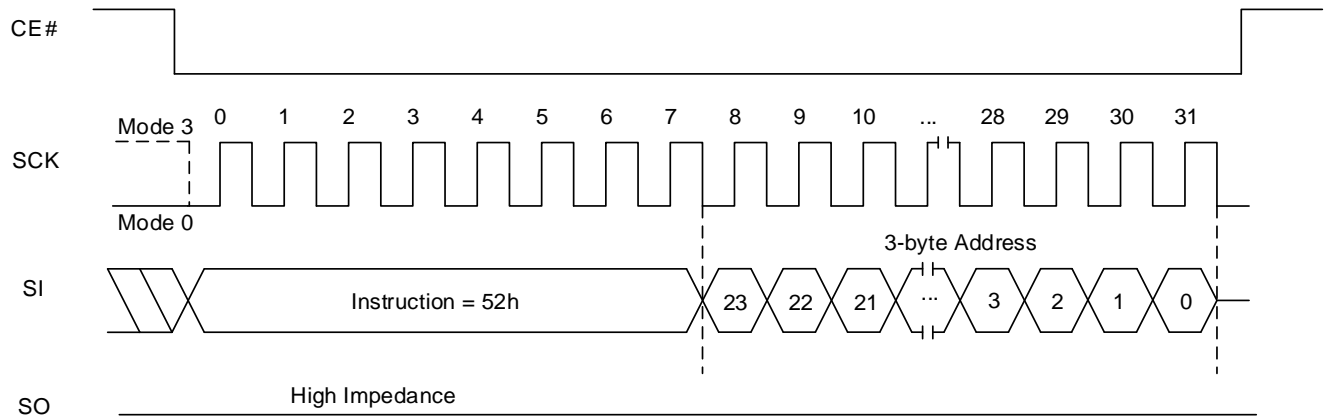 CE#
0 1 2 3 4 5 6 7 8 9 10 ... 28 29 30 31
Mode 3
SCK
Mode 0
3-byte Address
SI
Instruction = 52h
23 22 21 ... 3 2 1 0
High Impedance
SO